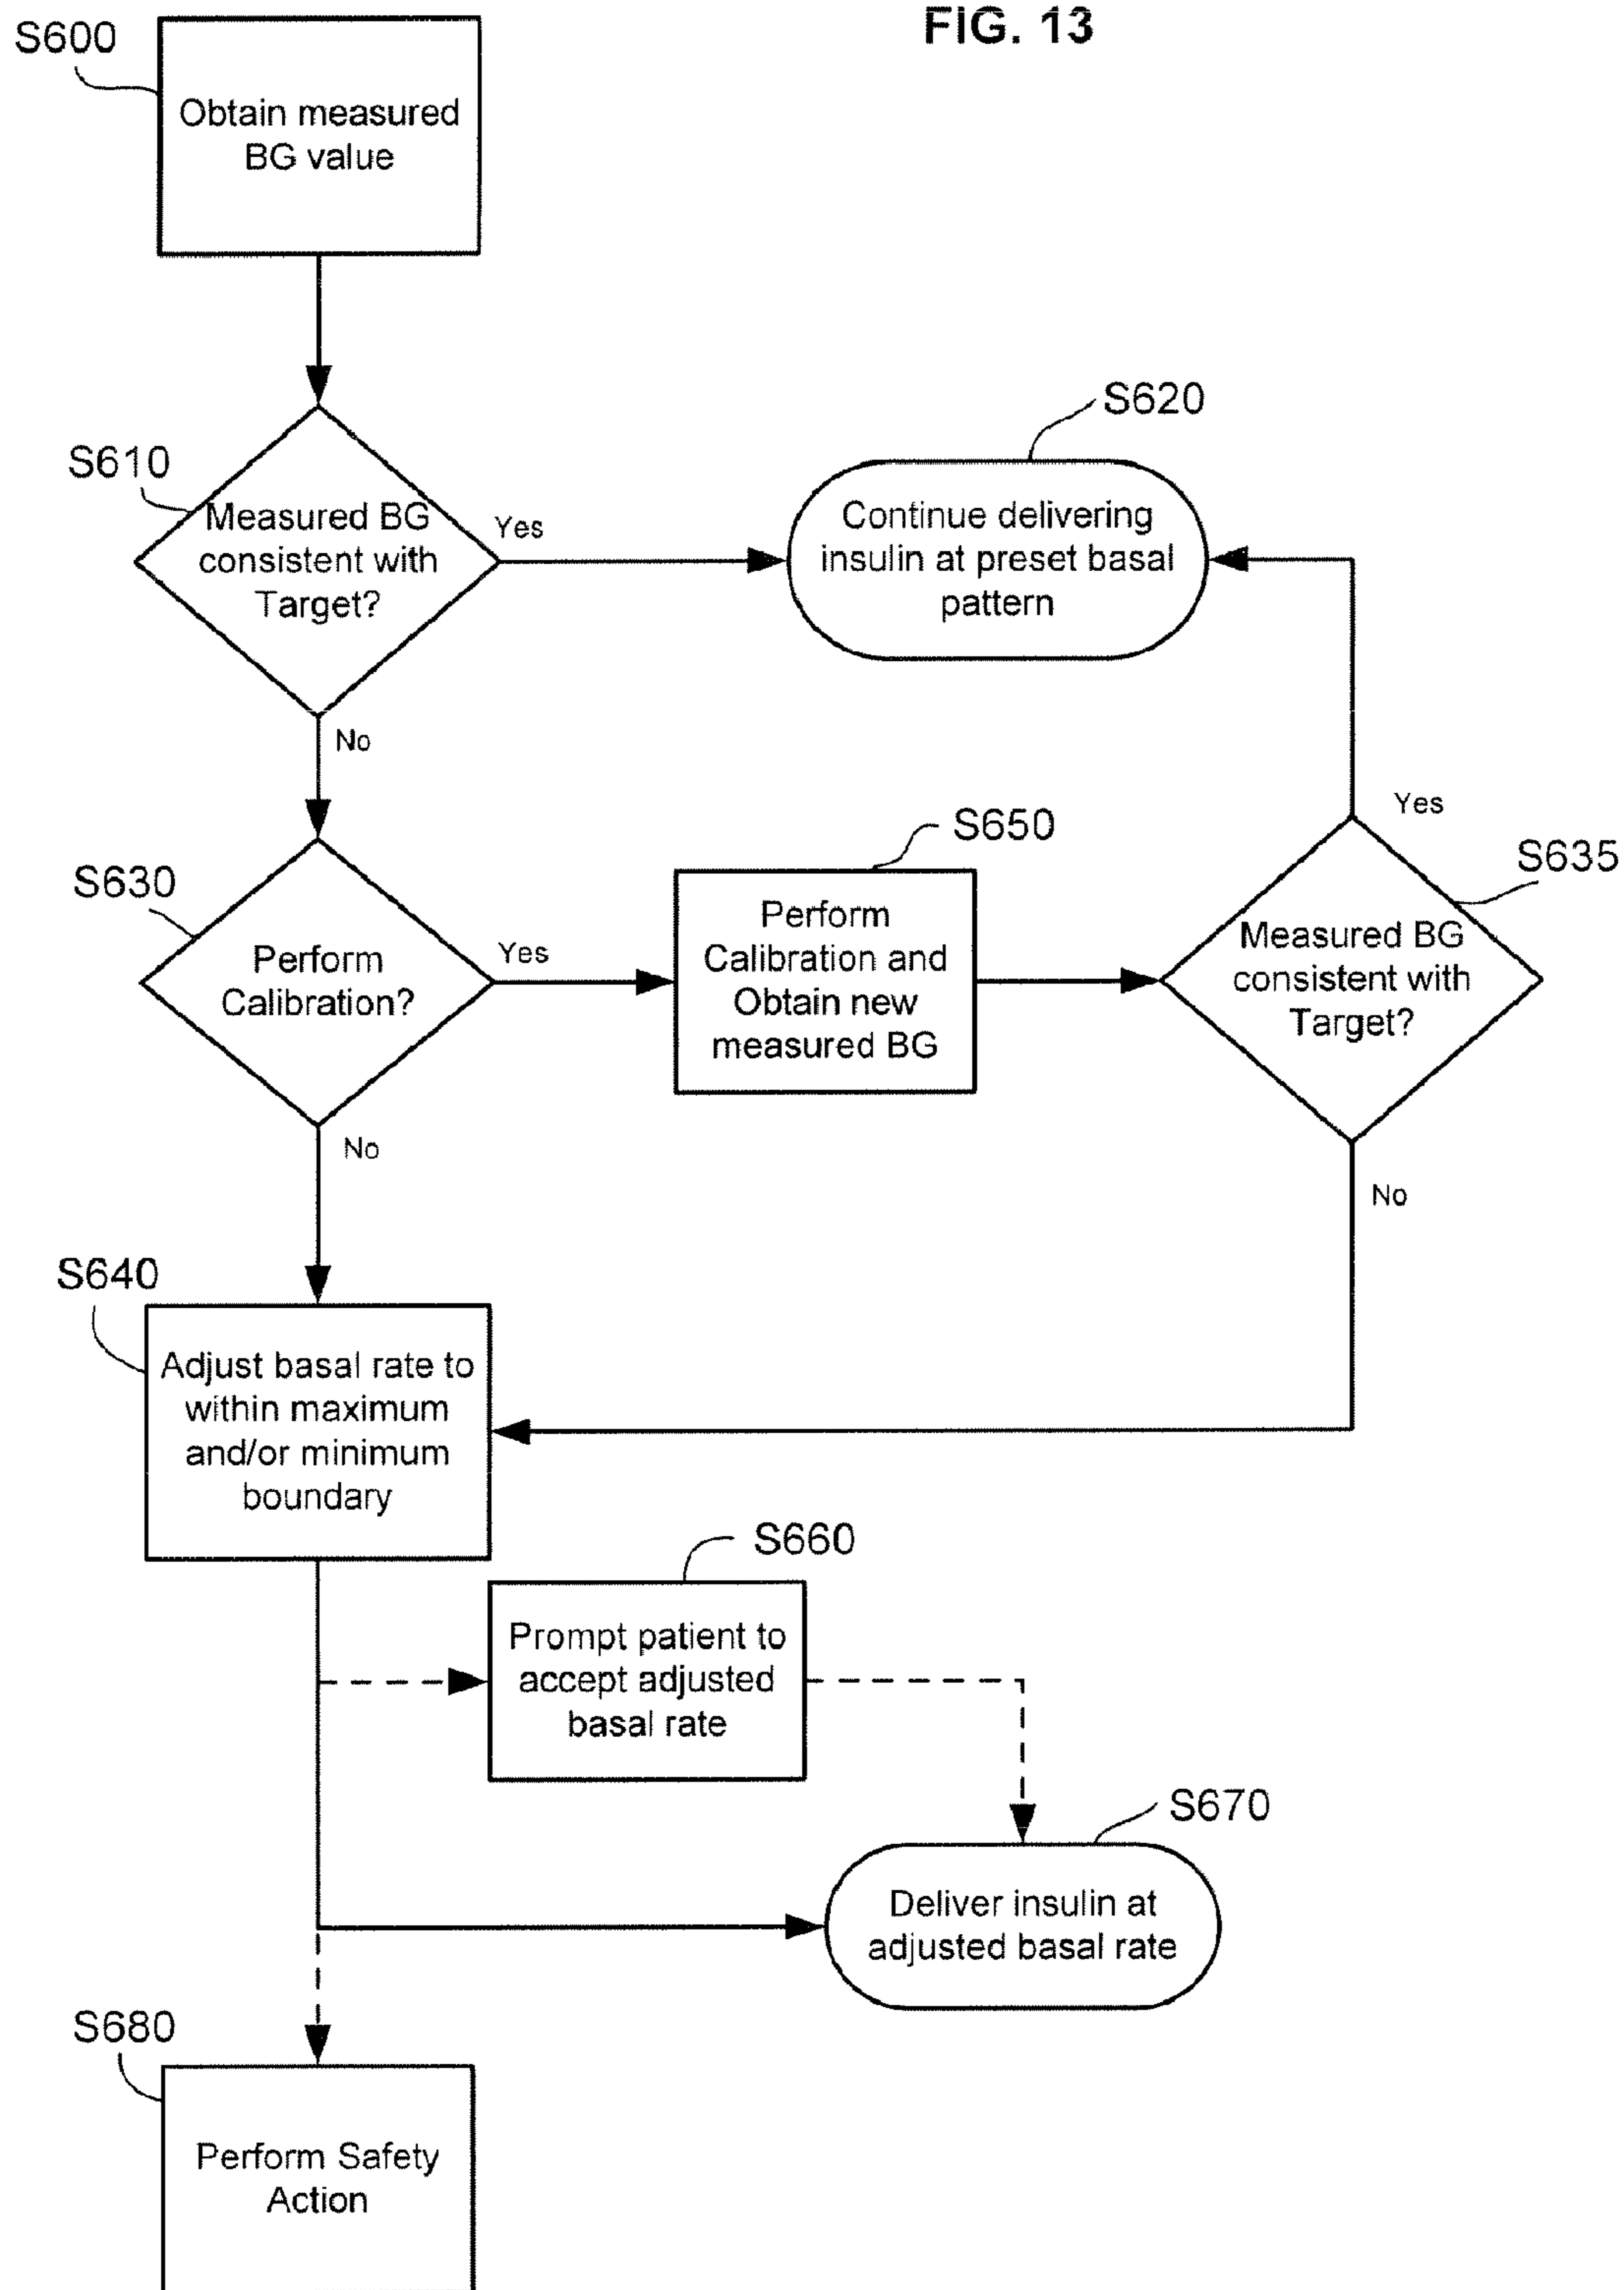 FIG. 13
S600
Obtain measured
BG value
S610
Measured BG
consistent with
Target?
Yes
No
S620
Continue delivering
insulin at preset basal
pattern
S630
Perform
Calibration?
Yes
No
S650
Perform
Calibration and
Obtain new
measured BG
S635
Measured BG
consistent with
Target?
Yes
No
S640
Adjust basal rate to
within maximum
and/or minimum
boundary
S660
Prompt patient to
accept adjusted
basal rate
S670
Deliver insulin at
adjusted basal rate
S680
Perform Safety
Action